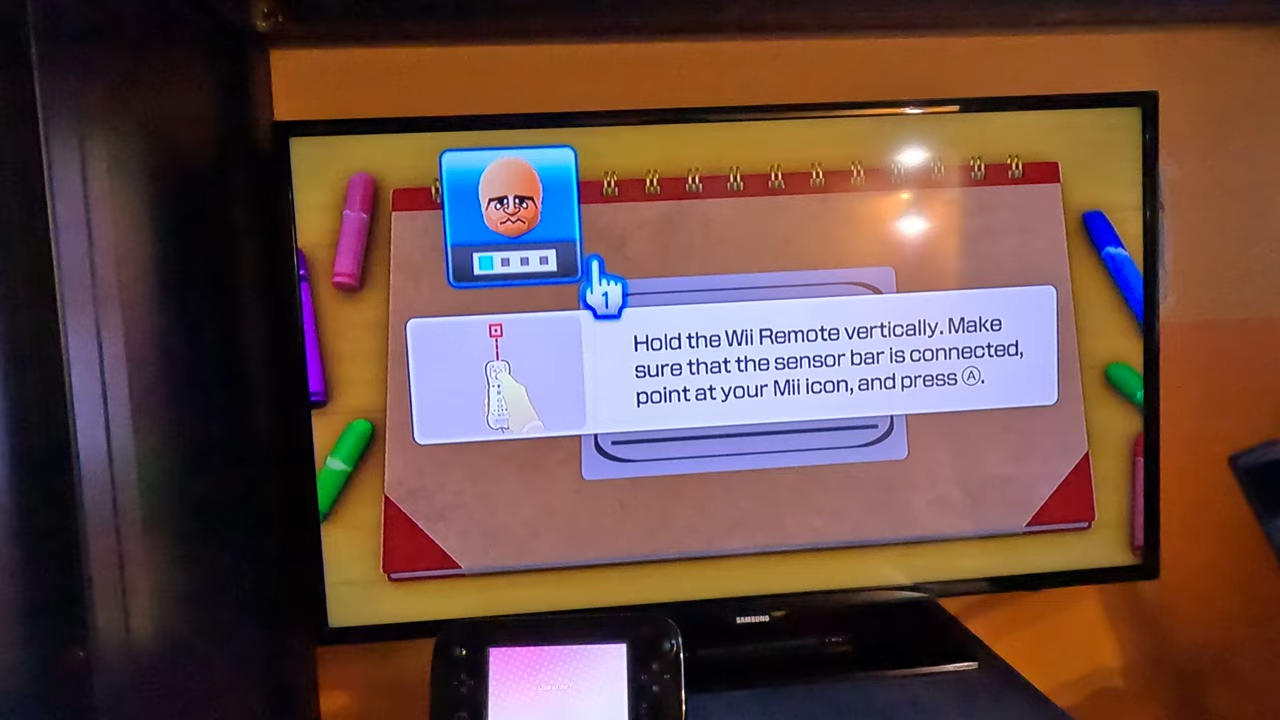 1
Hold the Wii Remote vertically. Make
sure that the sensor bar is connected,
point at your Mii icon, and press Ⓐ.
SAMSUNG